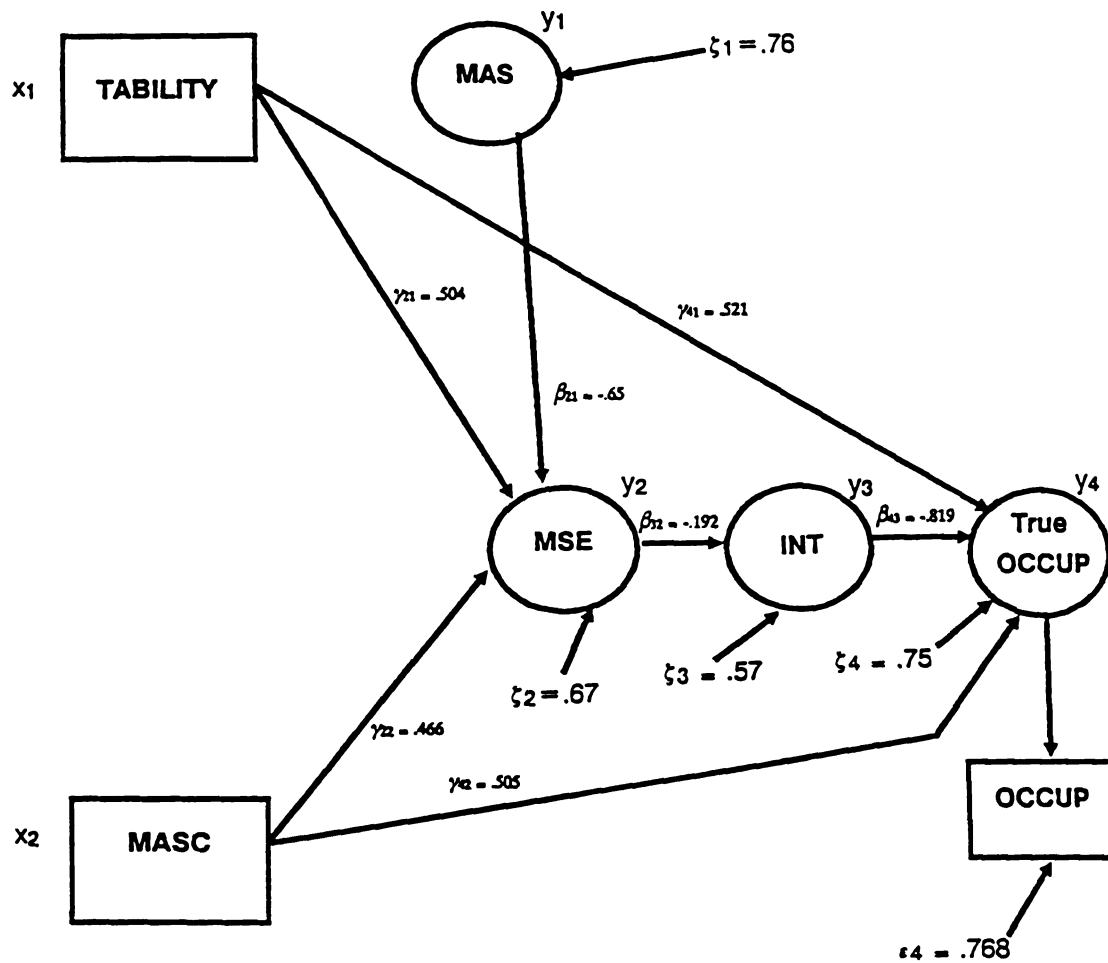 y1
ζ1 = .76
x1
TABILITY
MAS
γ21 = .504
γ41 = .521
β21 = -.65
y2
y3
y4
β32 = -.192
β43 = -.819
MSE
INT
True
OCCUP
ζ2 = .67
ζ3 = .57
ζ4 = .75
γ22 = .466
γ42 = .505
OCCUP
x2
MASC
ε4 = .768